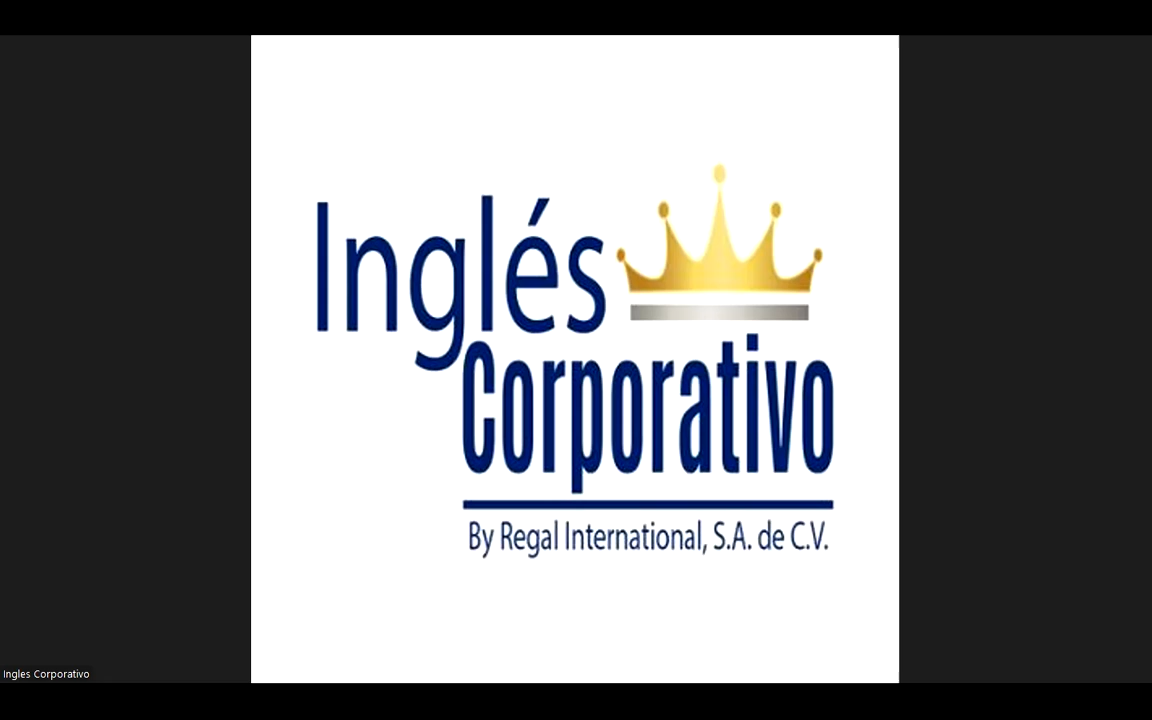 Inglés
Corporativo
By Regal International, S.A. de C.V.
Ingles Corporativo